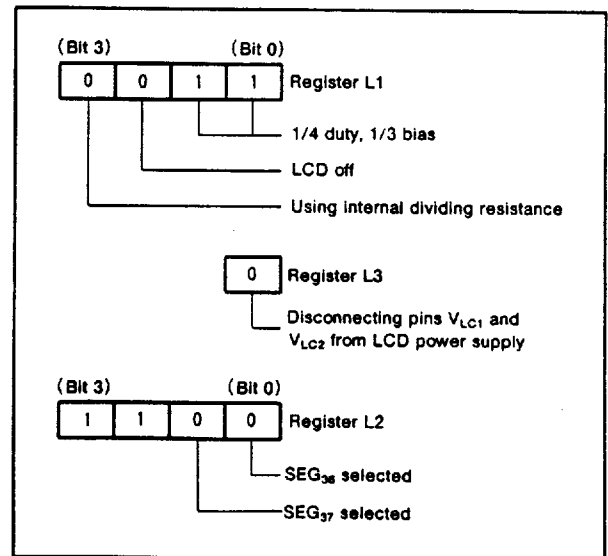 (Bit 3) (Bit 0)
0 0 1 1 Register L1
1/4 duty, 1/3 bias
LCD off
Using internal dividing resistance
0 Register L3
Disconnecting pins V_LC1 and
V_LC2 from LCD power supply
(Bit 3) (Bit 0)
1 1 0 0 Register L2
SEG36 selected
SEG37 selected